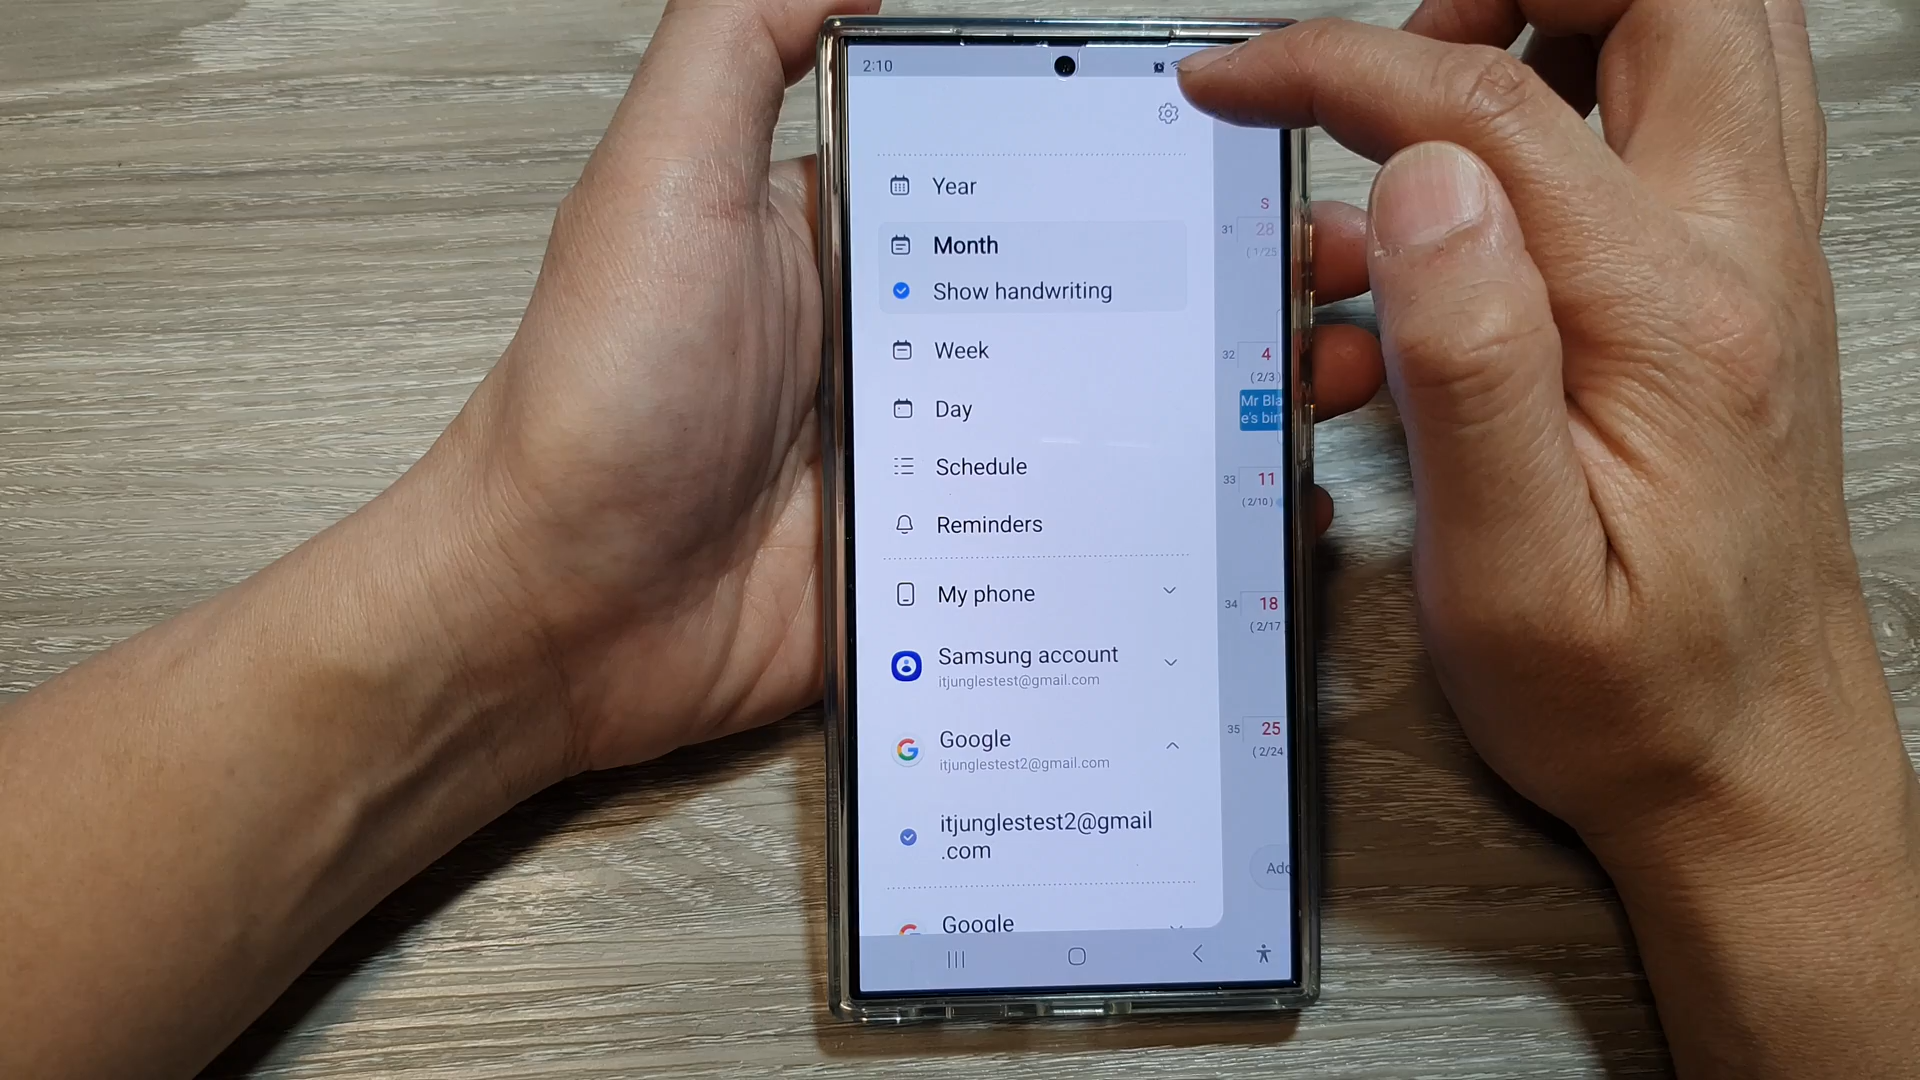 2:10
Year
Month
Show handwriting
Week
Day
Schedule
Reminders
My phone
Samsung account
itjunglestest@gmail.com
Google
itjunglestest2@gmail.com
itjunglestest2@gmail
.com
Google
S
31 28
( 1/25
32 4
( 2/3 )
Mr Bla
e's birt
33 11
( 2/10 )
34 18
( 2/17
35 25
( 2/24
Add